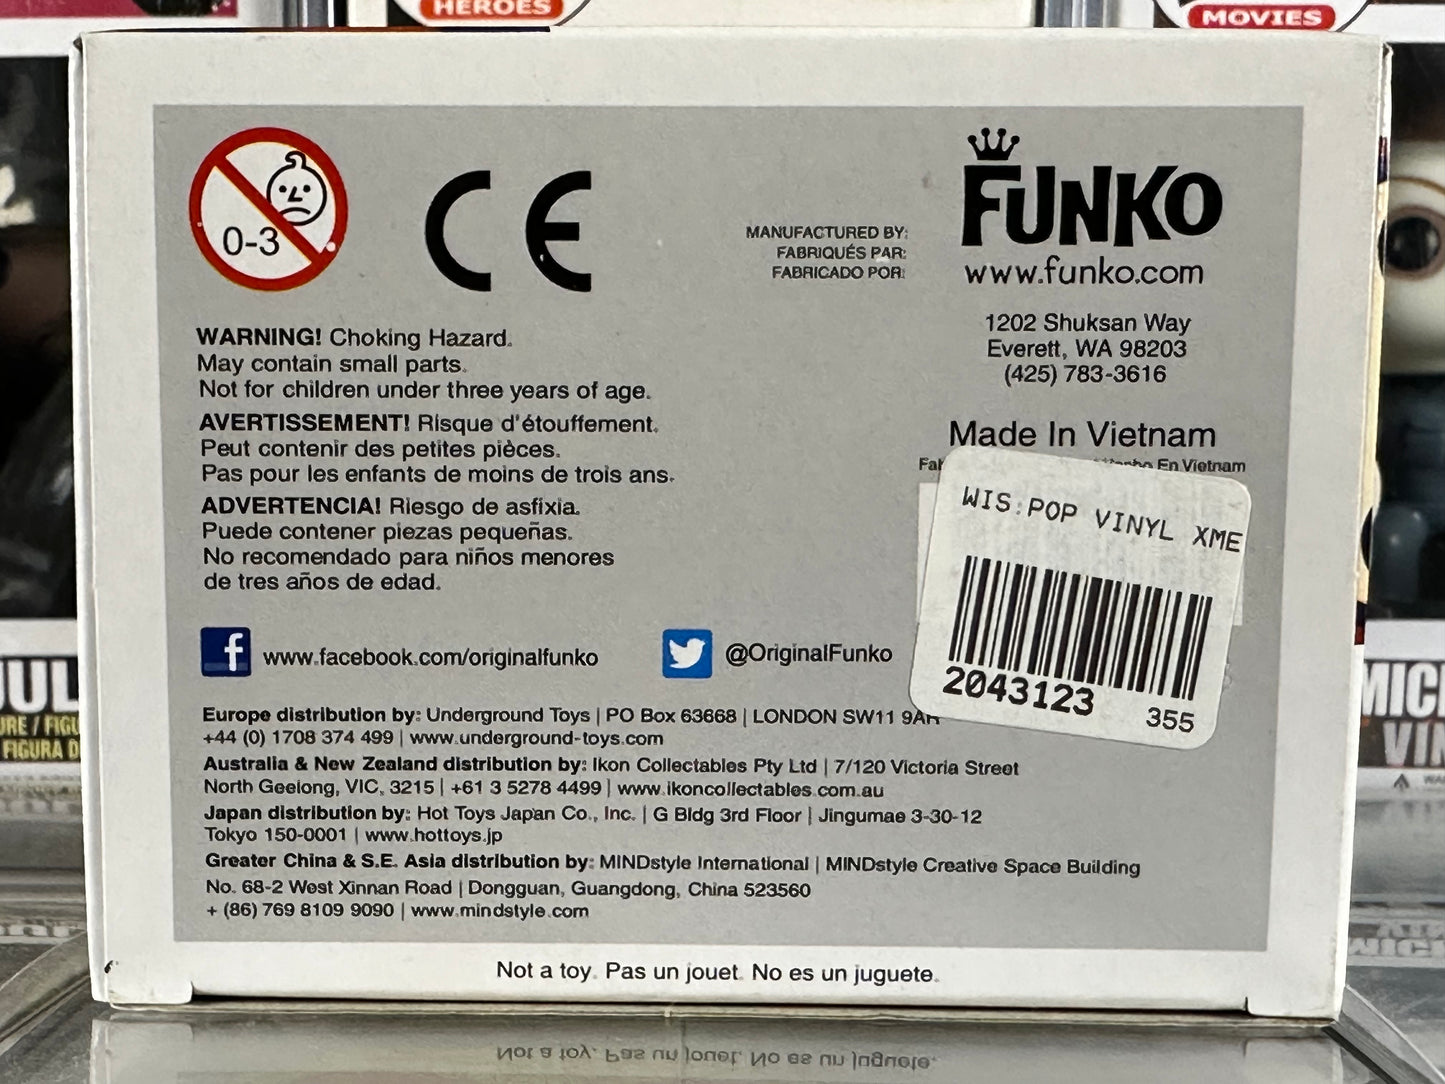 HEROES
MOVIES
0-3
CE
MANUFACTURED BY:
FABRIQUÉS PAR:
FABRICADO POR:
FUNKO
www.funko.com
1202 Shuksan Way
Everett, WA 98203
(425) 783-3616
Made In Vietnam
En Vietnam
WARNING! Choking Hazard.
May contain small parts.
Not for children under three years of age.
AVERTISSEMENT! Risque d'étouffement.
Peut contenir des petites pièces.
Pas pour les enfants de moins de trois ans.
ADVERTENCIA! Riesgo de asfixia.
Puede contener piezas pequeñas.
No recomendado para niños menores
de tres años de edad.
WIS:POP VINYL XME
2043123
355
www.facebook.com/originalfunko
@OriginalFunko
Europe distribution by: Underground Toys | PO Box 63668 | LONDON SW11
+44 (0) 1708 374 499 | www.underground-toys.com
Australia & New Zealand distribution by: Ikon Collectables Pty Ltd | 7/120 Victoria Street
North Geelong, VIC, 3215 | +61 3 5278 4499 | www.ikoncollectables.com.au
Japan distribution by: Hot Toys Japan Co., Inc. | G Bldg 3rd Floor | Jingumae 3-30-12
Tokyo 150-0001 | www.hottoys.jp
Greater China & S.E. Asia distribution by: MINDstyle International | MINDstyle Creative Space Building
No. 68-2 West Xinnan Road | Dongguan, Guangdong, China 523560
+ (86) 769 8109 9090 | www.mindstyle.com
Not a toy. Pas un jouet. No es un juguete.
FIGURA